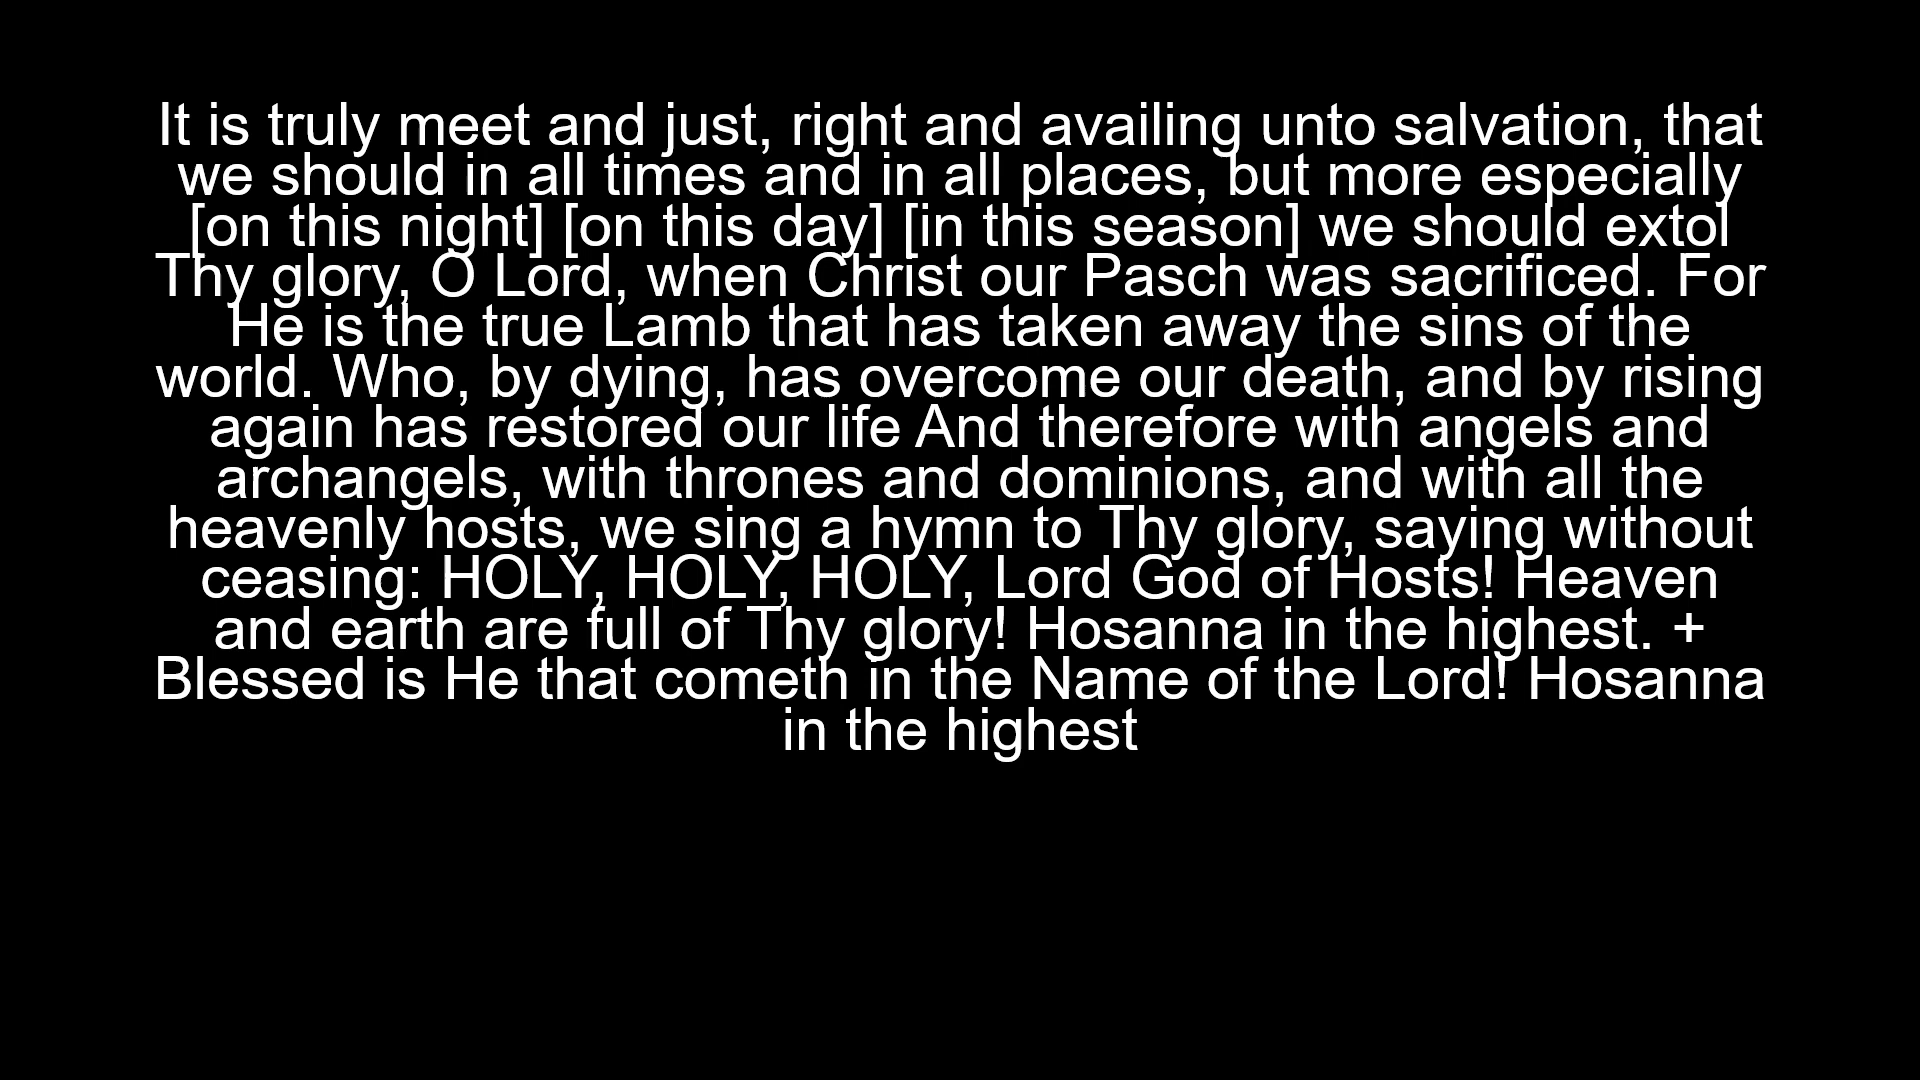 It is truly meet and just, right and availing unto salvation, that
we should in all times and in all places, but more especially
[on this night] [on this day] [in this season] we should extol
Thy glory, O Lord, when Christ our Pasch was sacrificed. For
He is the true Lamb that has taken away the sins of the
world. Who, by dying, has overcome our death, and by rising
again has restored our life And therefore with angels and
archangels, with thrones and dominions, and with all the
heavenly hosts, we sing a hymn to Thy glory, saying without
ceasing: HOLY, HOLY, HOLY, Lord God of Hosts! Heaven
and earth are full of Thy glory! Hosanna in the highest. +
Blessed is He that cometh in the Name of the Lord! Hosanna
in the highest